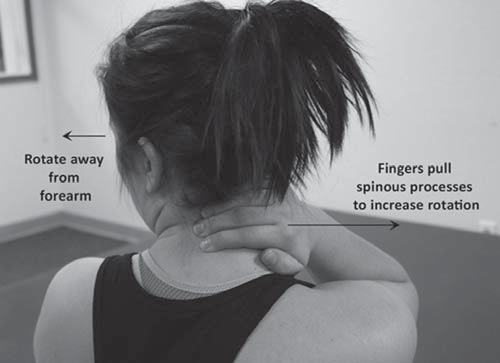 Rotate away
from
forearm
Fingers pull
spinous processes
to increase rotation